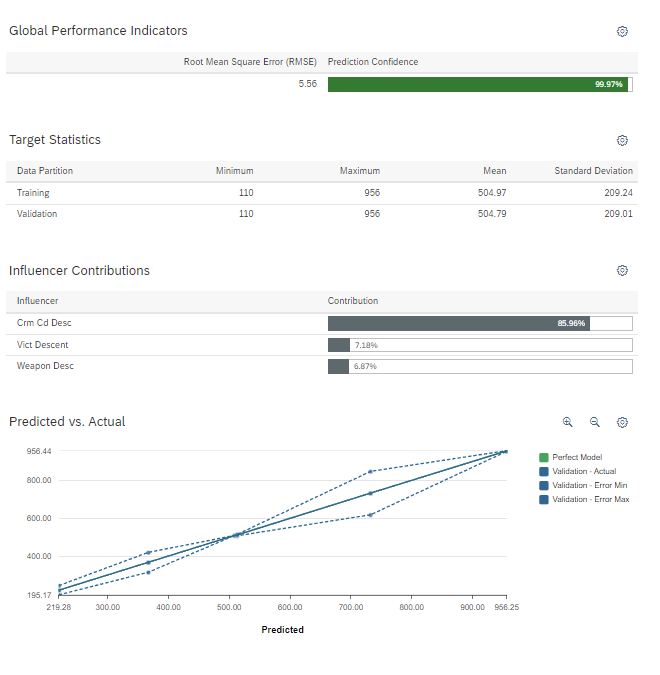 Global Performance Indicators
Root Mean Square Error (RMSE) Prediction Confidence
5.56 99.97%
Target Statistics
Data Partition Minimum Maximum Mean Standard Deviation
Training 110 956 504.97 209.24
Validation 110 956 504.79 209.01
Influencer Contributions
Influencer Contribution
Crm Cd Desc 85.96%
Vict Descent 7.18%
Weapon Desc 6.87%
Predicted vs. Actual
956.44
800.00
600.00
400.00
195.17
219.28 300.00 400.00 500.00 600.00 700.00 800.00 900.00 956.25
Predicted
Perfect Model
Validation - Actual
Validation - Error Min
Validation - Error Max